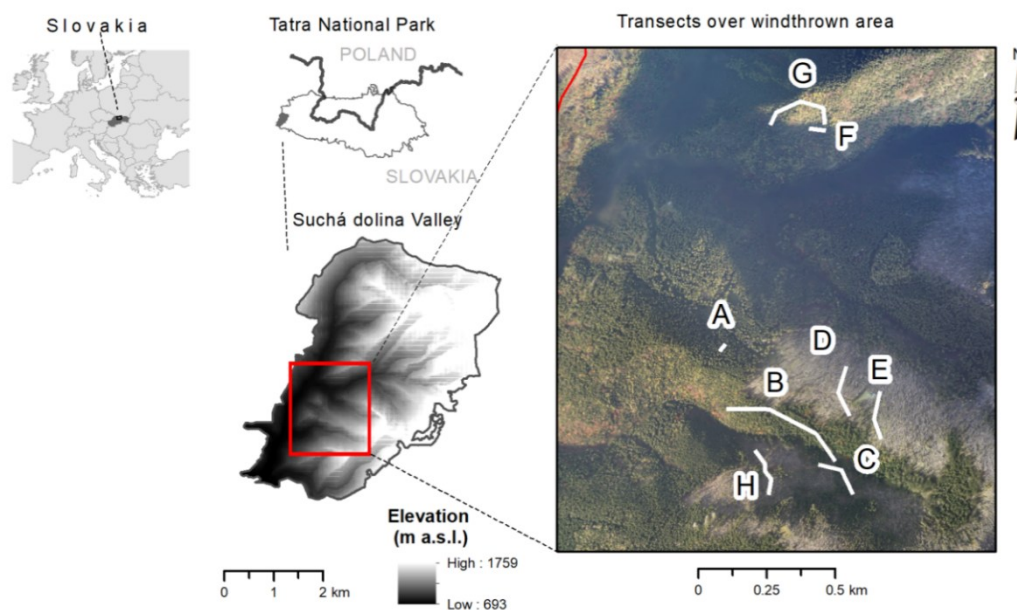 Slovakia
Tatra National Park
POLAND
SLOVAKIA
Suchá dolina Valley
Elevation
(m a.s.l.)
High : 1759
Low : 693
0 1 2 km
Transects over windthrown area
N
G
F
A
D
E
B
C
H
0 0.25 0.5 km